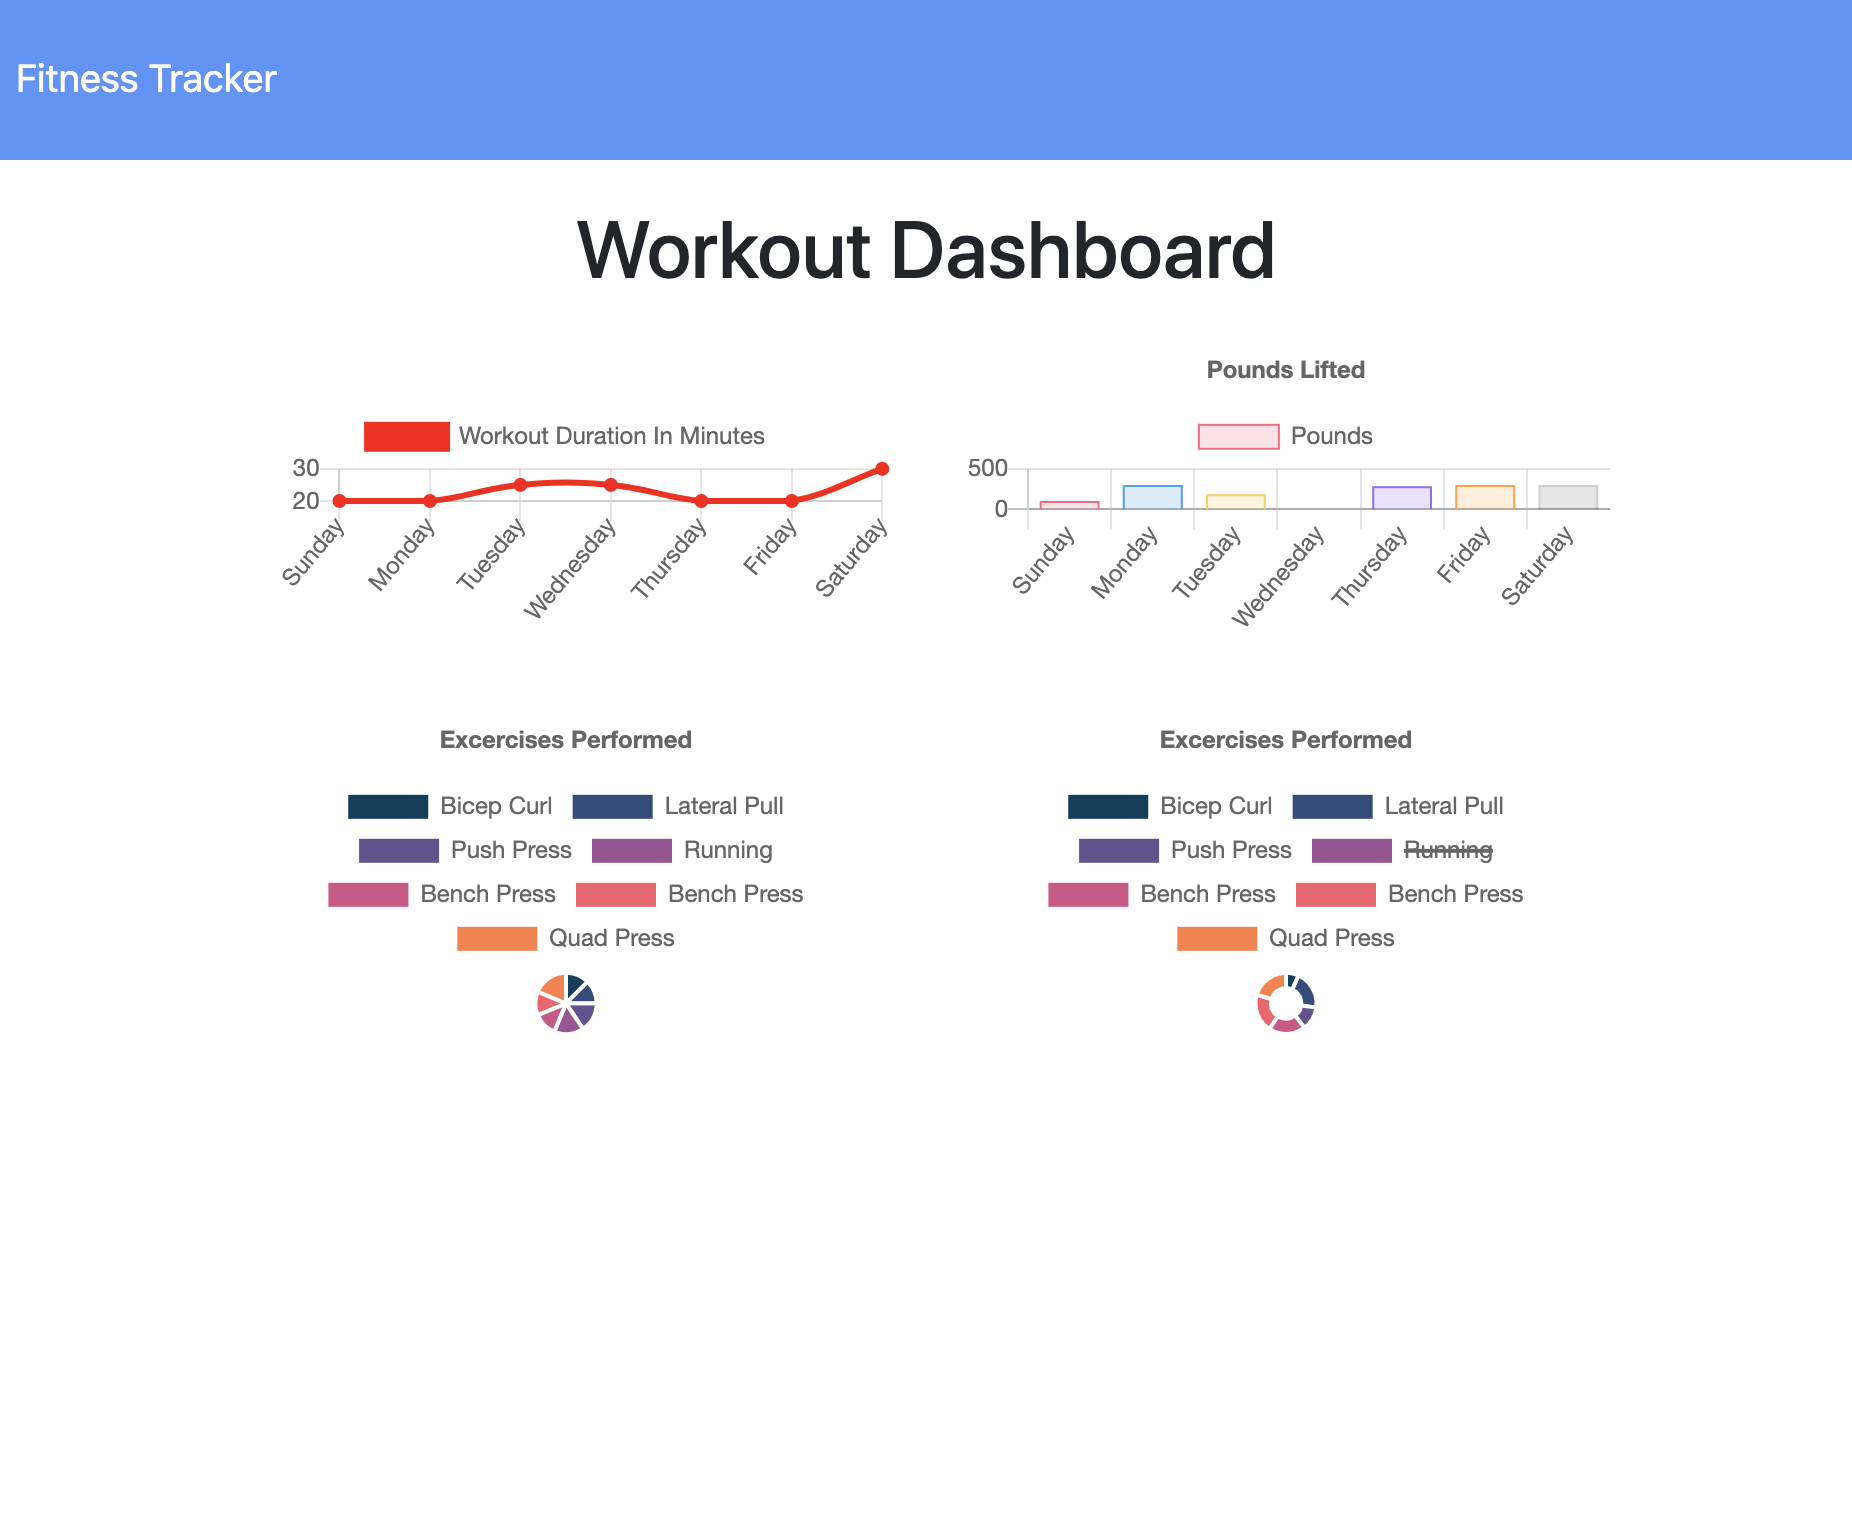 Fitness Tracker
Workout Dashboard
Workout Duration In Minutes
30
20
Sunday Monday Tuesday Wednesday Thursday Friday Saturday
Pounds Lifted
Pounds
500
0
Sunday Monday Tuesday Wednesday Thursday Friday Saturday
Excercises Performed
Bicep Curl Lateral Pull
Push Press Running
Bench Press Bench Press
Quad Press
Excercises Performed
Bicep Curl Lateral Pull
Push Press Running
Bench Press Bench Press
Quad Press